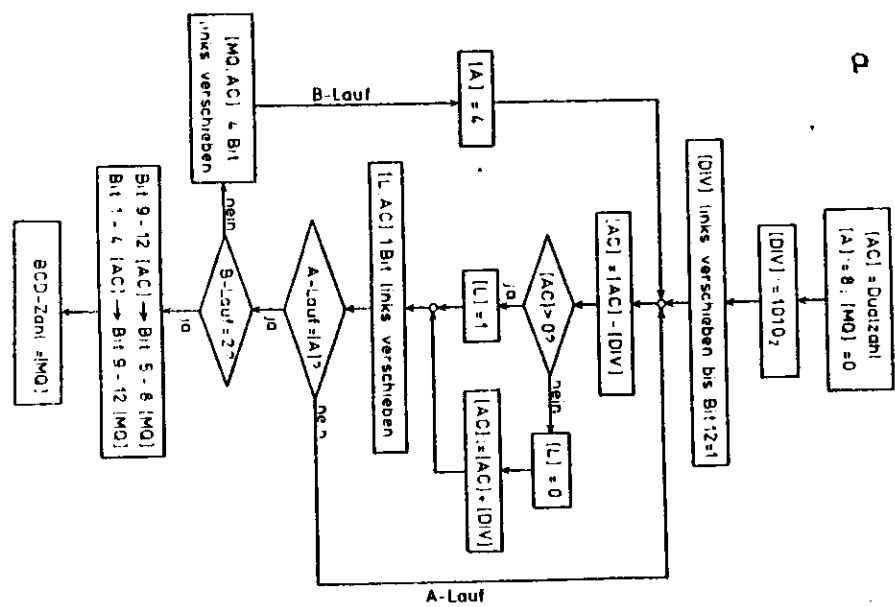 a
[AC] = Dualzahl
[A] := 8 ; [MQ] = 0
[DIV] := 1010₂
[DIV] links verschieben bis Bit 12=1
[AC] = [AC] - [DIV]
[AC] > 0?
ja
nein
[L] = 1
[L] = 0
[AC] := [AC] + [DIV]
[L, AC] 1 Bit links verschieben
A-Lauf = [A]?
ja
nein
A-Lauf
B-Lauf = 2?
ja
nein
[MQ, AC] 4 Bit
links verschieben
B-Lauf
[A] = 4
Bit 9 - 12 [AC] → Bit 5 - 8 [MQ]
Bit 1 - 4 [AC] → Bit 9 - 12 [MQ]
BCD-Zahl = [MQ]